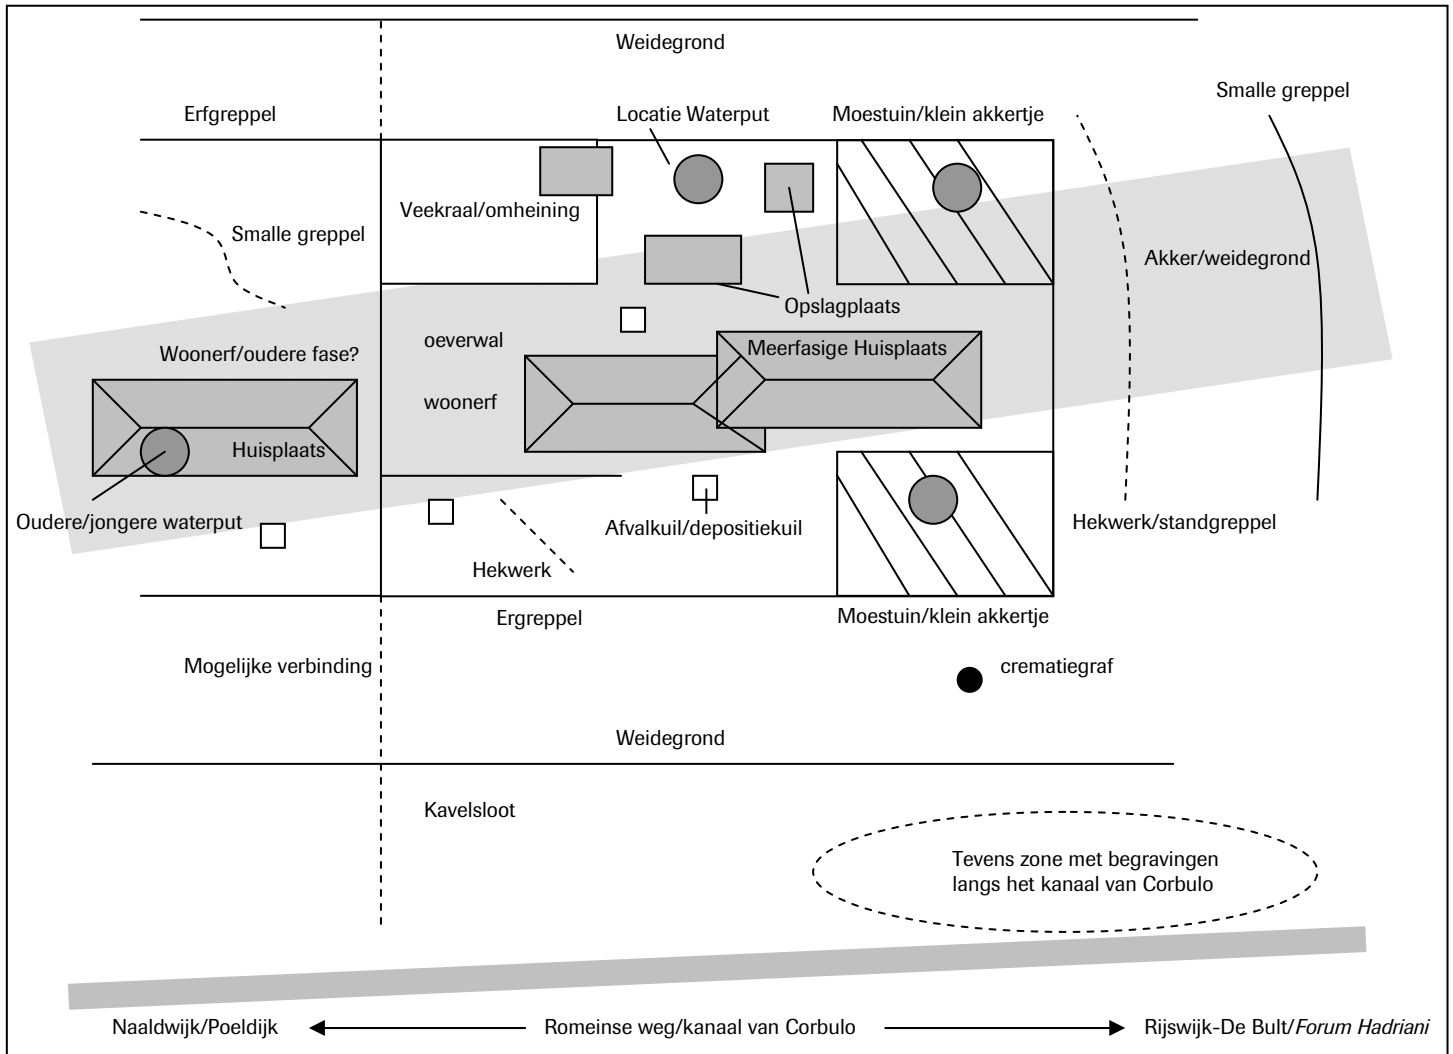 Weidegrond
Smalle greppel
Erfgreppel
Locatie Waterput
Moestuin/klein akkertje
Veekraal/omheining
Smalle greppel
Akker/weidegrond
Opslagplaats
oeverwal
Woonerf/oudere fase?
Meerfasige Huisplaats
woonerf
Huisplaats
Oudere/jongere waterput
Afvalkuil/depositiekuil
Hekwerk/standgreppel
Hekwerk
Ergreppel
Moestuin/klein akkertje
Mogelijke verbinding
crematiegraf
Weidegrond
Kavelsloot
Tevens zone met begravingen
langs het kanaal van Corbulo
Naaldwijk/Poeldijk
Romeinse weg/kanaal van Corbulo
Rijswijk-De Bult/Forum Hadriani